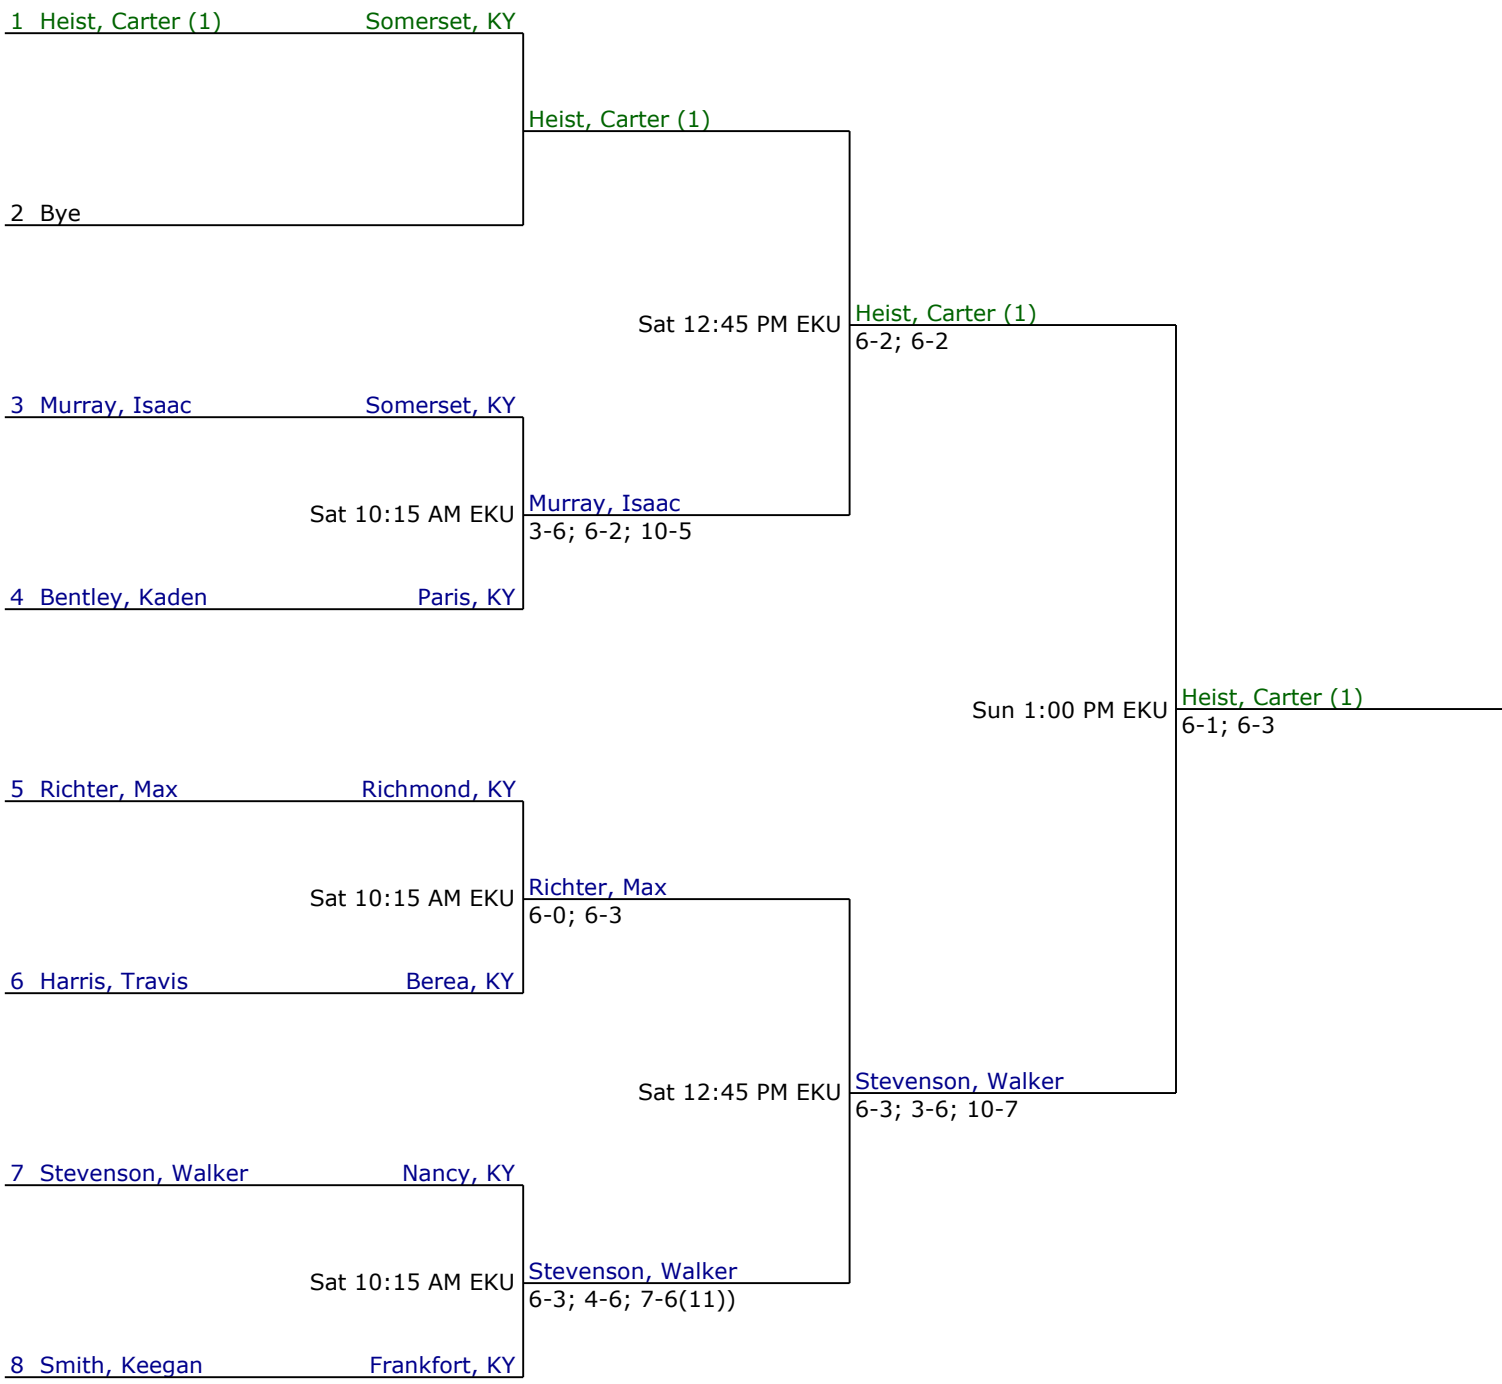 1 Heist, Carter (1) Somerset, KY
Heist, Carter (1)
2 Bye
Sat 12:45 PM EKU
Heist, Carter (1)
6-2; 6-2
3 Murray, Isaac Somerset, KY
Sat 10:15 AM EKU
Murray, Isaac
3-6; 6-2; 10-5
4 Bentley, Kaden Paris, KY
Sun 1:00 PM EKU
Heist, Carter (1)
6-1; 6-3
5 Richter, Max Richmond, KY
Sat 10:15 AM EKU
Richter, Max
6-0; 6-3
6 Harris, Travis Berea, KY
Sat 12:45 PM EKU
Stevenson, Walker
6-3; 3-6; 10-7
7 Stevenson, Walker Nancy, KY
Sat 10:15 AM EKU
Stevenson, Walker
6-3; 4-6; 7-6(11))
8 Smith, Keegan Frankfort, KY